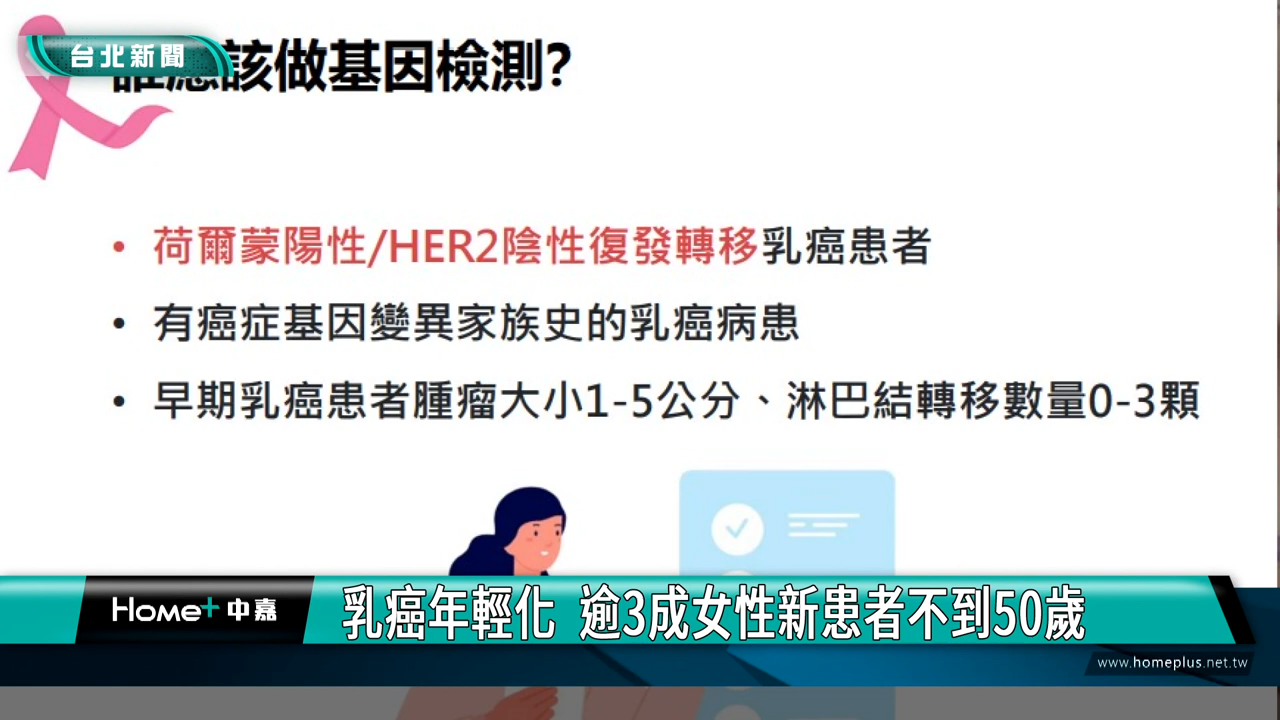 台北新聞
誰應該做基因檢測?
• 荷爾蒙陽性/HER2陰性復發轉移乳癌患者
• 有癌症基因變異家族史的乳癌病患
• 早期乳癌患者腫瘤大小1-5公分、淋巴結轉移數量0-3顆
Home+中嘉
乳癌年輕化 逾3成女性新患者不到50歲
www.homeplus.net.tw